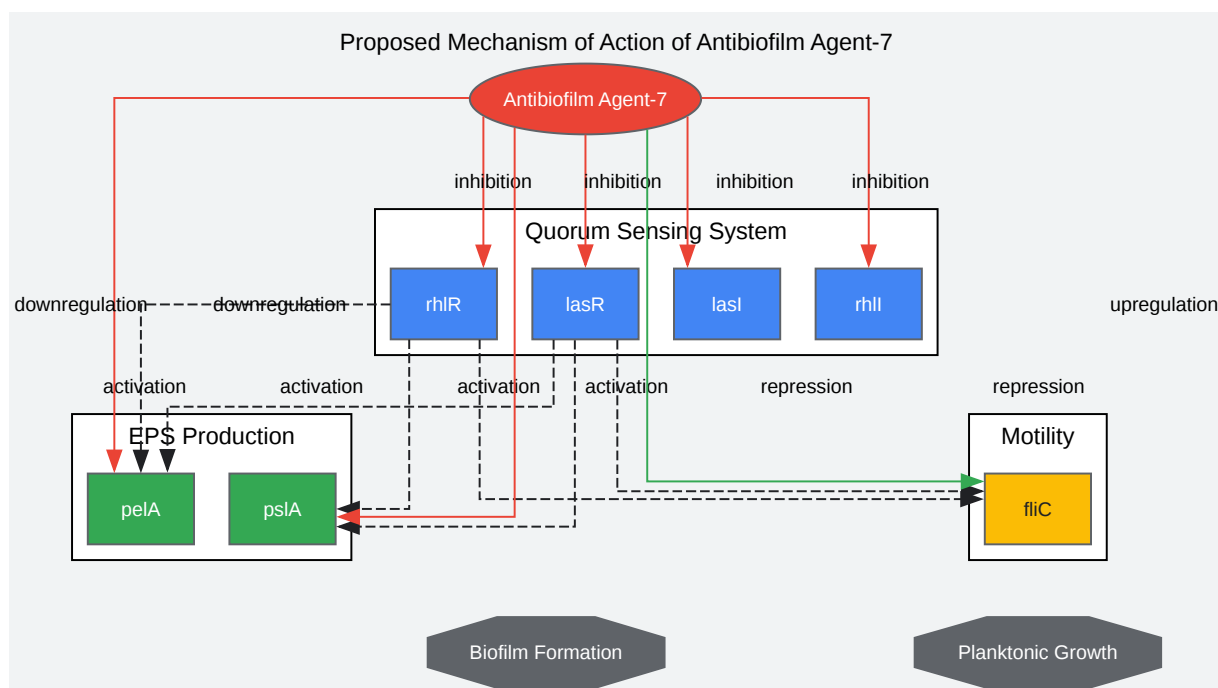 Proposed Mechanism of Action of Antibiofilm Agent-7
Antibiofilm Agent-7
inhibition inhibition inhibition inhibition
Quorum Sensing System
rhlR lasR lasI rhlI
downregulation downregulation upregulation
activation activation activation activation repression repression
EPS Production
Motility
pelA pslA fliC
Biofilm Formation Planktonic Growth